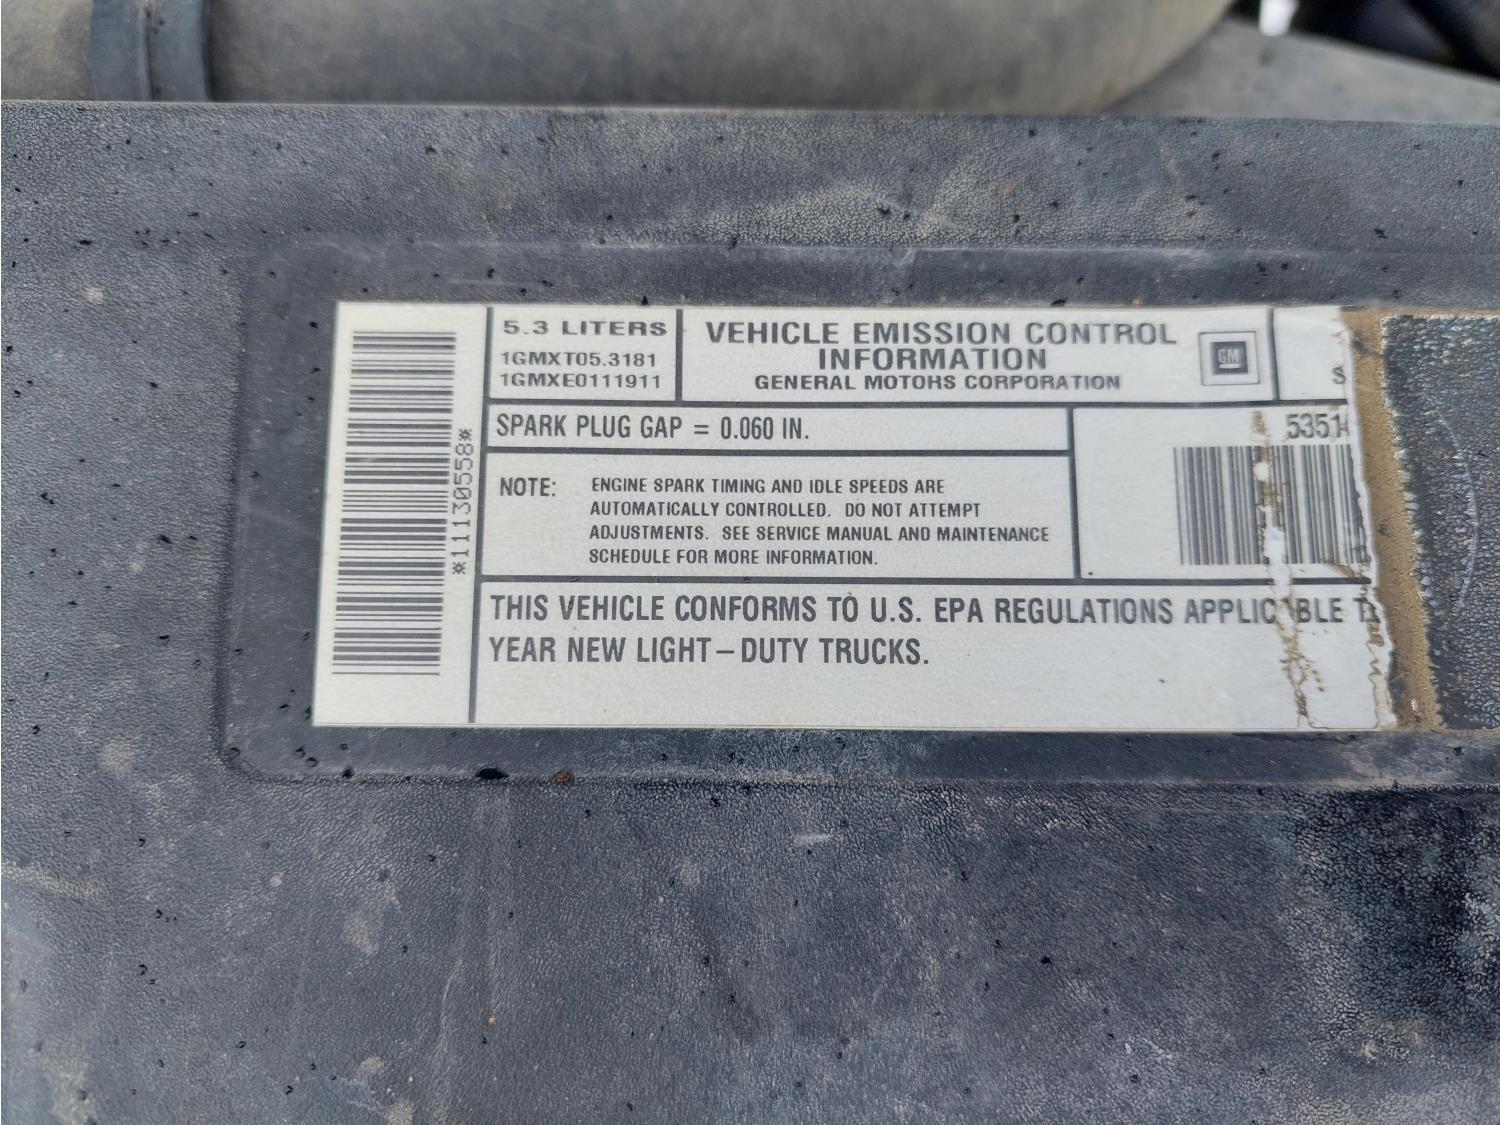 5.3 LITERS
1GMXT05.3181
1GMXE0111911
VEHICLE EMISSION CONTROL
INFORMATION
GENERAL MOTORS CORPORATION
GM
S
SPARK PLUG GAP = 0.060 IN.
5351
NOTE: ENGINE SPARK TIMING AND IDLE SPEEDS ARE
AUTOMATICALLY CONTROLLED. DO NOT ATTEMPT
ADJUSTMENTS. SEE SERVICE MANUAL AND MAINTENANCE
SCHEDULE FOR MORE INFORMATION.
*11130558*
THIS VEHICLE CONFORMS TO U.S. EPA REGULATIONS APPLICABLE
YEAR NEW LIGHT-DUTY TRUCKS.